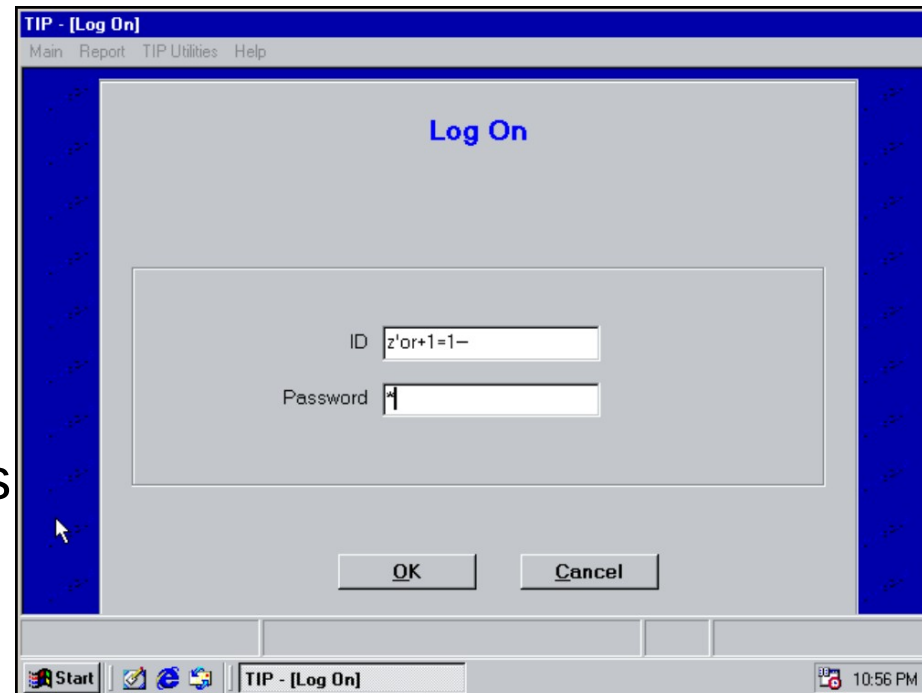 TIP - [Log On]
Main Report TIP Utilities Help
Log On
ID z'or+1=1--
Password *
s
OK Cancel
Start TIP - [Log On] 10:56 PM